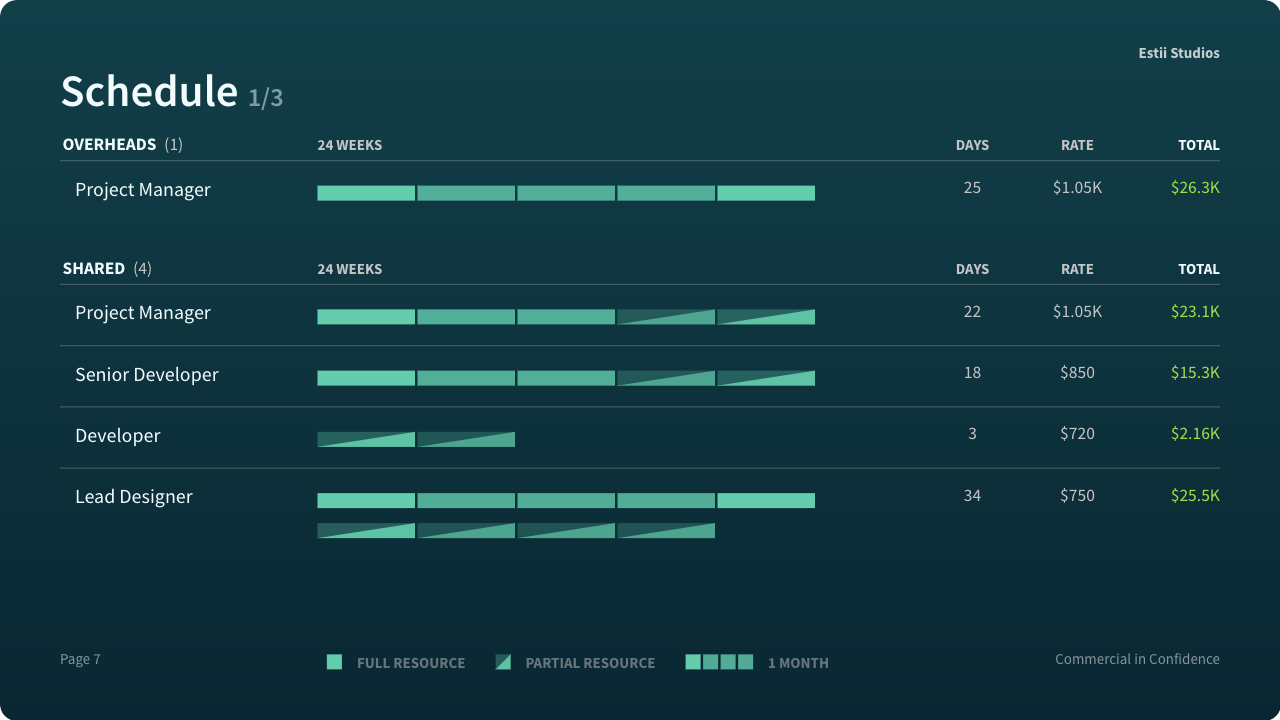 Estii Studios
Schedule 1/3
OVERHEADS (1) 24 WEEKS DAYS RATE TOTAL
Project Manager 25 $1.05K $26.3K
SHARED (4) 24 WEEKS DAYS RATE TOTAL
Project Manager 22 $1.05K $23.1K
Senior Developer 18 $850 $15.3K
Developer 3 $720 $2.16K
Lead Designer 34 $750 $25.5K
Page 7 FULL RESOURCE PARTIAL RESOURCE 1 MONTH Commercial in Confidence